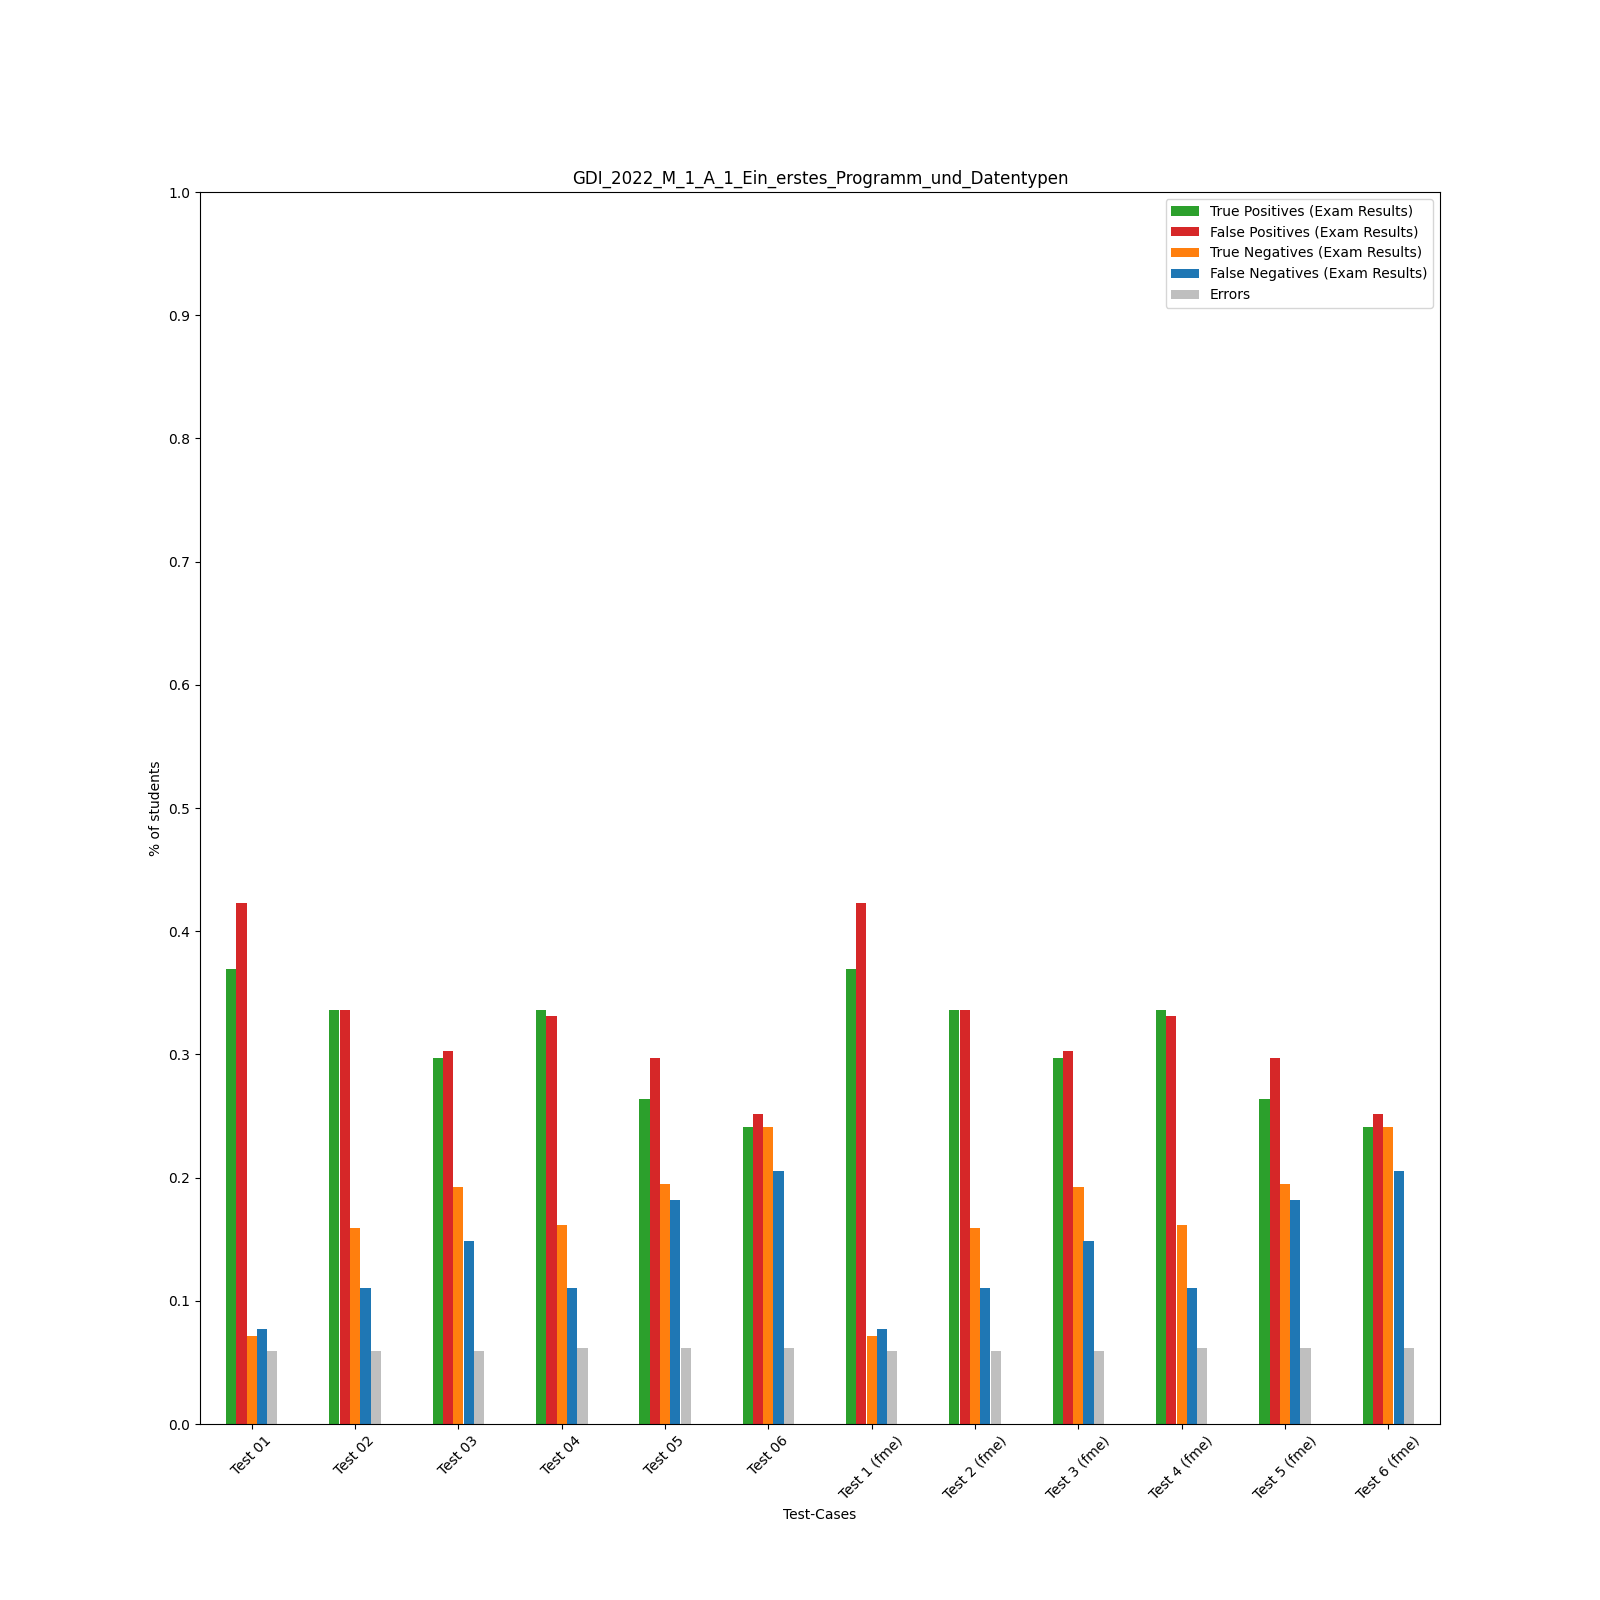 GDI_2022_M_1_A_1_Ein_erstes_Programm_und_Datentypen
1.0
0.9
0.8
0.7
0.6
0.5
0.4
0.3
0.2
0.1
0.0
% of students
True Positives (Exam Results)
False Positives (Exam Results)
True Negatives (Exam Results)
False Negatives (Exam Results)
Errors
Test 01
Test 02
Test 03
Test 04
Test 05
Test 06
Test 1 (fme)
Test 2 (fme)
Test 3 (fme)
Test 4 (fme)
Test 5 (fme)
Test 6 (fme)
Test-Cases